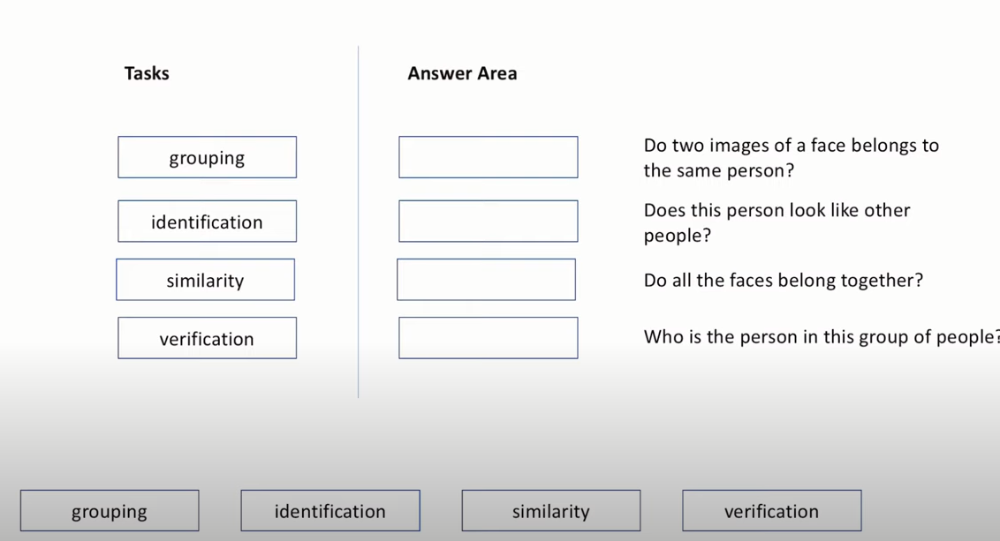 Tasks
Answer Area
grouping
Do two images of a face belongs to
the same person?
identification
Does this person look like other
people?
similarity
Do all the faces belong together?
verification
Who is the person in this group of people?
grouping
identification
similarity
verification